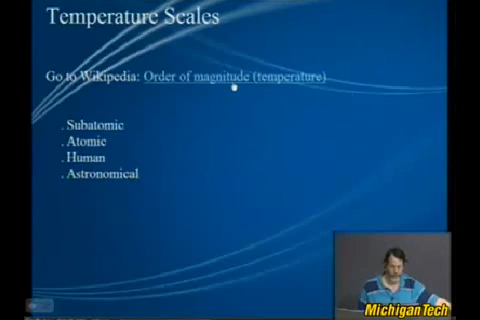 Temperature Scales
Go to Wikipedia: Order of magnitude (temperature)
. Subatomic
. Atomic
. Human
. Astronomical
MichiganTech